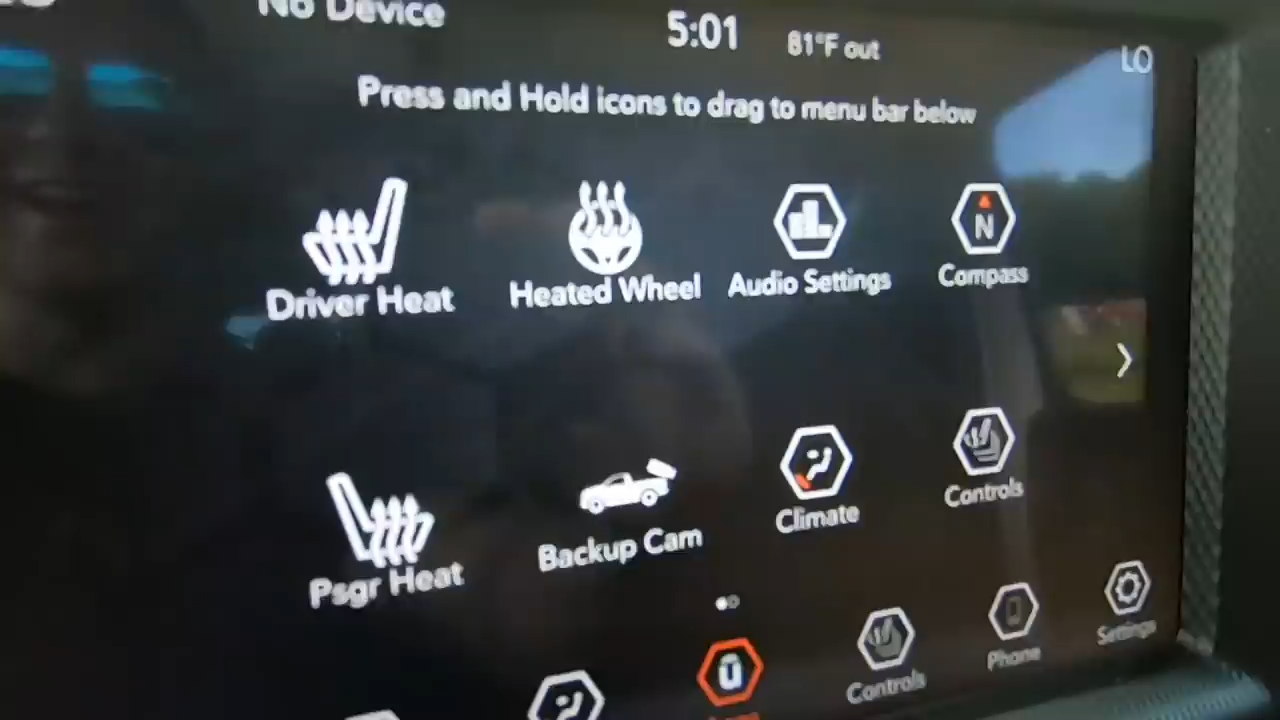 No Device
5:01 81°F out
LO
Press and Hold icons to drag to menu bar below
Driver Heat
Heated Wheel
Audio Settings
N
Compass
Psgr Heat
Backup Cam
Climate
Controls
Controls
Phone
Settings